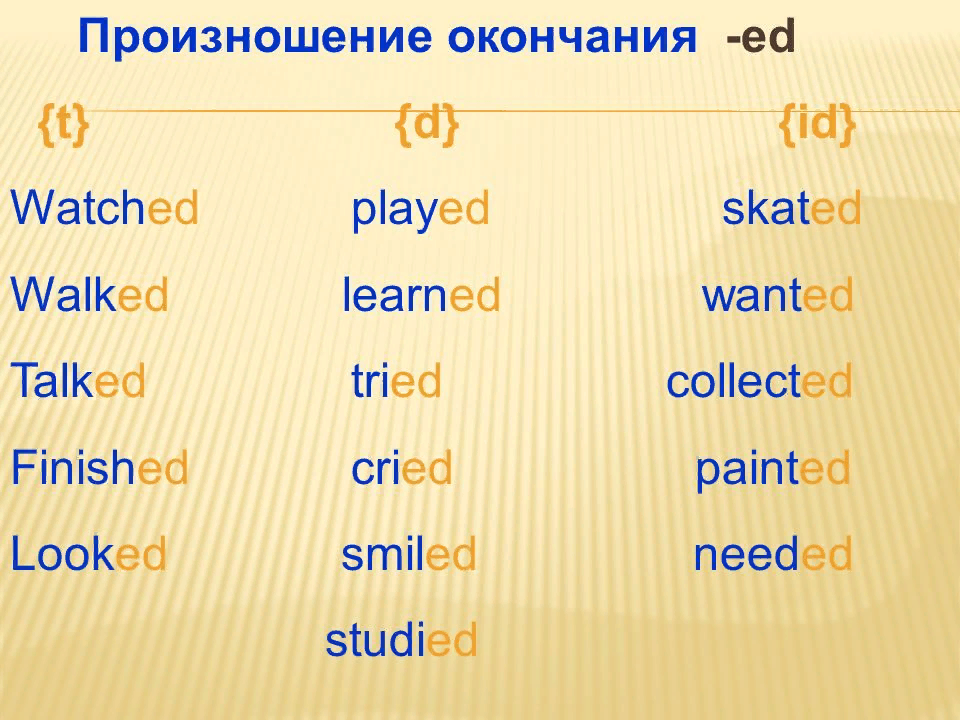 Произношение окончания -ed
{t} {d} {id}
Watched played skated
Walked learned wanted
Talked tried collected
Finished cried painted
Looked smiled needed
studied